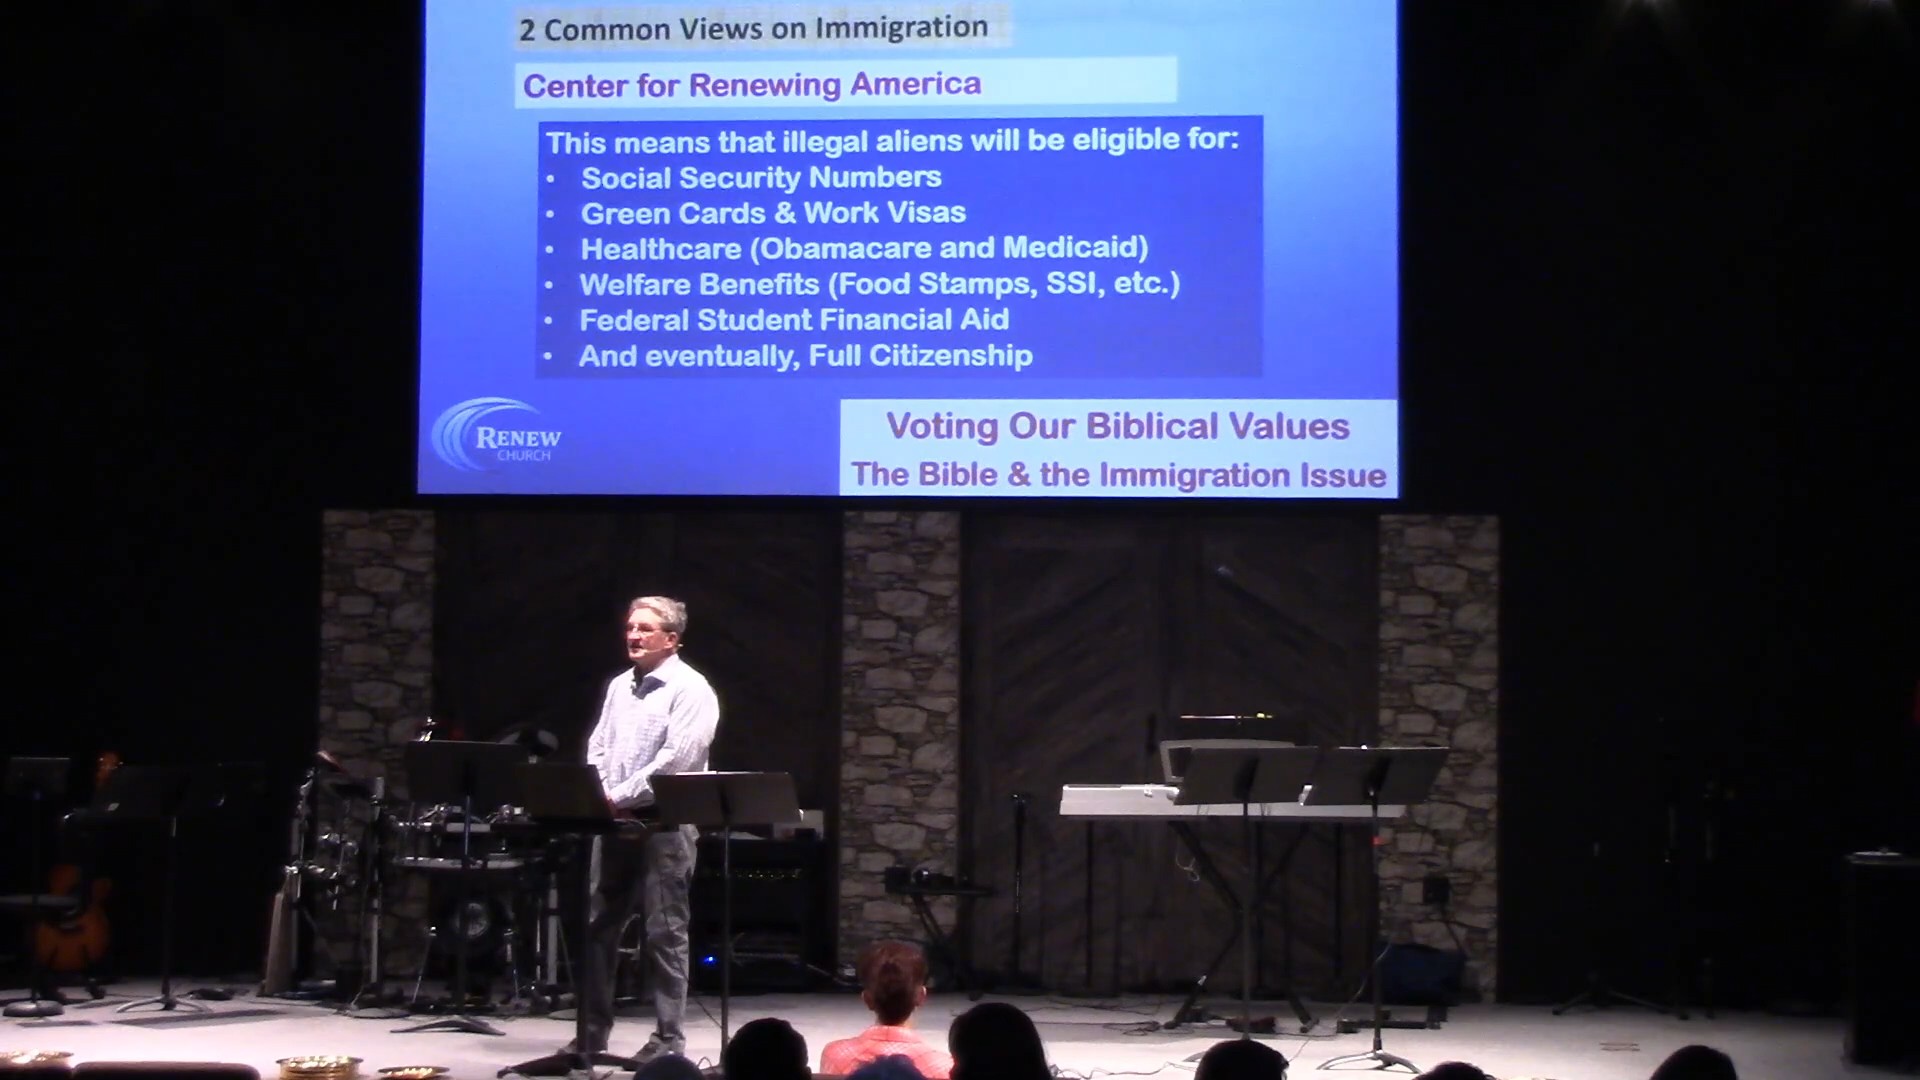 2 Common Views on Immigration
Center for Renewing America
This means that illegal aliens will be eligible for:
• Social Security Numbers
• Green Cards & Work Visas
• Healthcare (Obamacare and Medicaid)
• Welfare Benefits (Food Stamps, SSI, etc.)
• Federal Student Financial Aid
• And eventually, Full Citizenship
RENEW
CHURCH
Voting Our Biblical Values
The Bible & the Immigration Issue